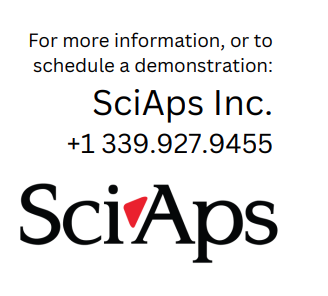 For more information, or to
schedule a demonstration:
SciAps Inc.
+1 339.927.9455
SciAps